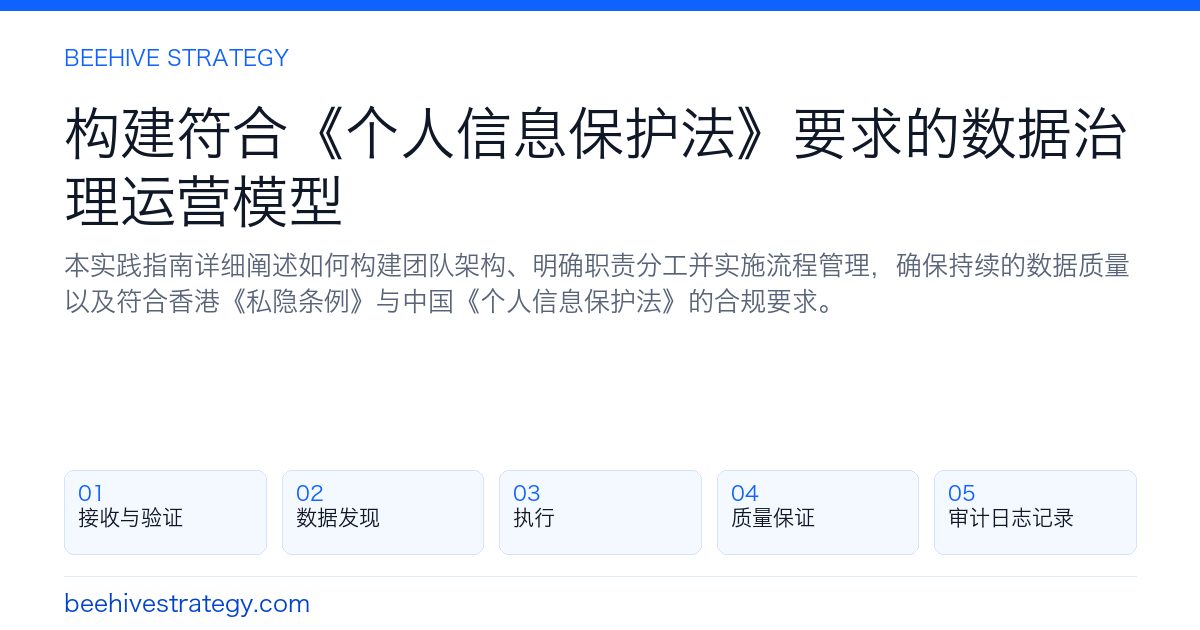 BEEHIVE STRATEGY
构建符合《个人信息保护法》要求的数据治
理运营模型
本实践指南详细阐述如何构建团队架构、明确职责分工并实施流程管理，确保持续的数据质量
以及符合香港《私隐条例》与中国《个人信息保护法》的合规要求。
01
接收与验证
02
数据发现
03
执行
04
质量保证
05
审计日志记录
beehivestrategy.com